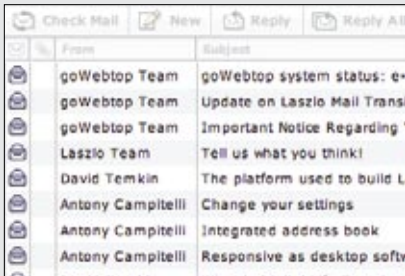 Check Mail New Reply Reply All
From Subject
goWebtop Team goWebtop system status: e-
goWebtop Team Update on Laszlo Mail Transi
goWebtop Team Important Notice Regarding
Laszlo Team Tell us what you think!
David Temkin The platform used to build L
Antony Campitelli Change your settings
Antony Campitelli Integrated address book
Antony Campitelli Responsive as desktop softw